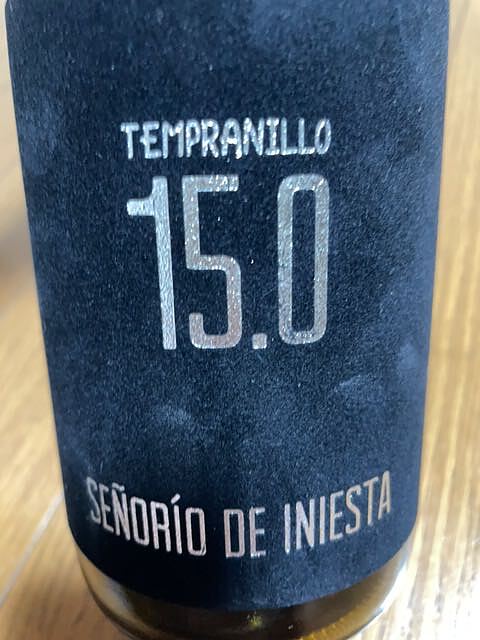 TEMPRANILLO
15.0
SEÑORÍO DE INIESTA